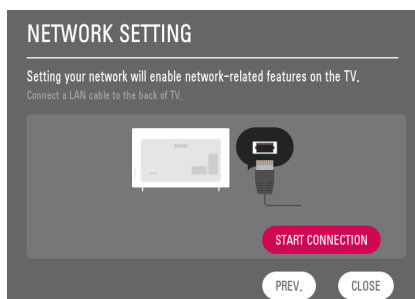 NETWORK SETTING
Setting your network will enable network-related features on the TV.
Connect a LAN cable to the back of TV.
START CONNECTION
PREV.
CLOSE